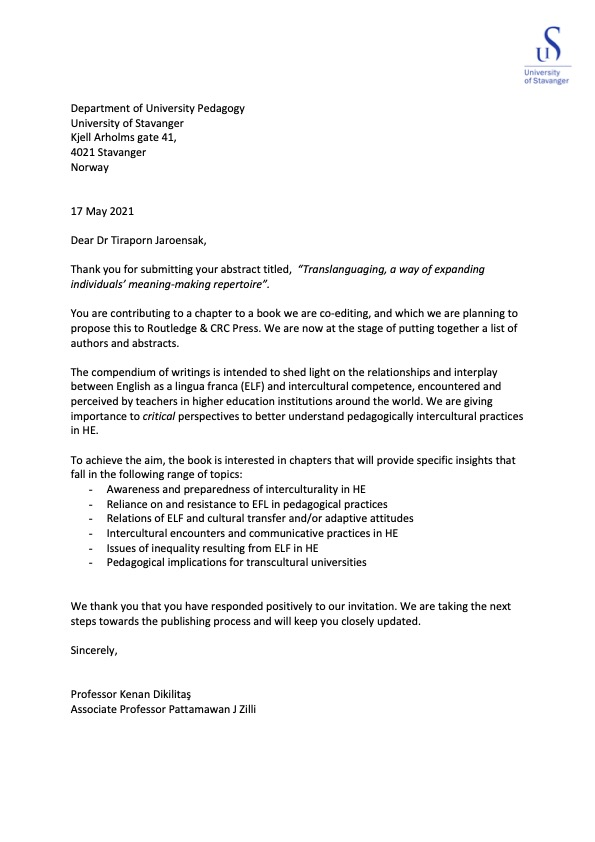 US
University
of Stavanger
Department of University Pedagogy
University of Stavanger
Kjell Arholms gate 41,
4021 Stavanger
Norway
17 May 2021
Dear Dr Tiraporn Jaroensak,
Thank you for submitting your abstract titled, “Translanguaging, a way of expanding
individuals’ meaning-making repertoire”.
You are contributing to a chapter to a book we are co-editing, and which we are planning to
propose this to Routledge & CRC Press. We are now at the stage of putting together a list of
authors and abstracts.
The compendium of writings is intended to shed light on the relationships and interplay
between English as a lingua franca (ELF) and intercultural competence, encountered and
perceived by teachers in higher education institutions around the world. We are giving
importance to critical perspectives to better understand pedagogically intercultural practices
in HE.
To achieve the aim, the book is interested in chapters that will provide specific insights that
fall in the following range of topics:
- Awareness and preparedness of interculturality in HE
- Reliance on and resistance to EFL in pedagogical practices
- Relations of ELF and cultural transfer and/or adaptive attitudes
- Intercultural encounters and communicative practices in HE
- Issues of inequality resulting from ELF in HE
- Pedagogical implications for transcultural universities
We thank you that you have responded positively to our invitation. We are taking the next
steps towards the publishing process and will keep you closely updated.
Sincerely,
Professor Kenan Dikilitaş
Associate Professor Pattamawan J Zilli